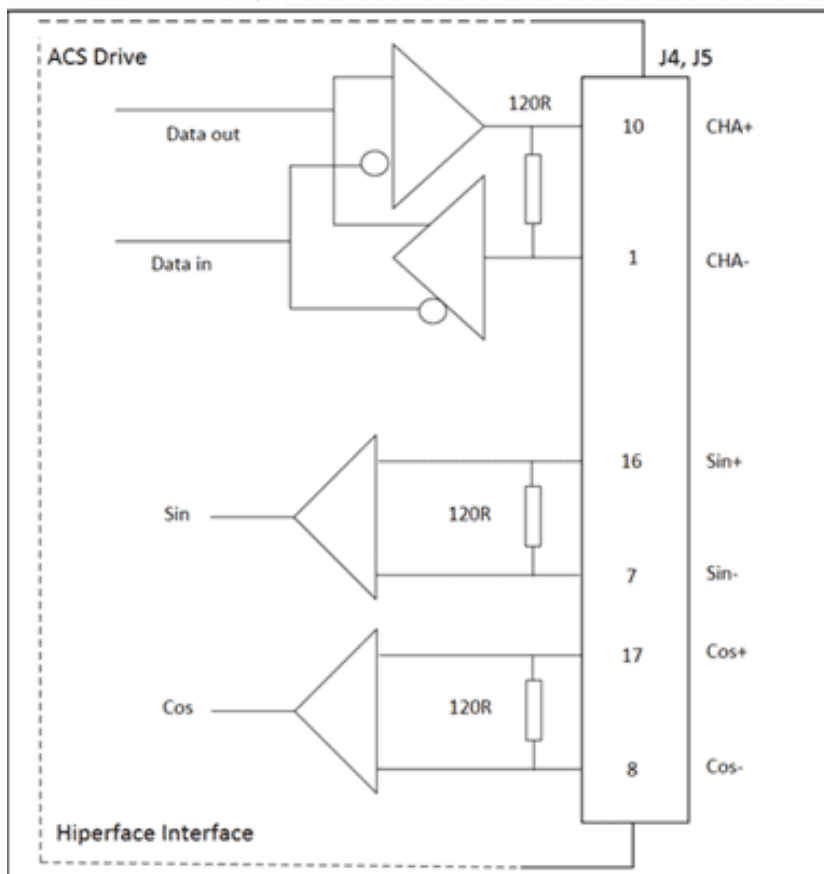 ACS Drive
J4, J5
120R
10 CHA+
Data out
1 CHA-
Data in
16 Sin+
Sin
120R
7 Sin-
17 Cos+
Cos
120R
8 Cos-
Hiperface Interface